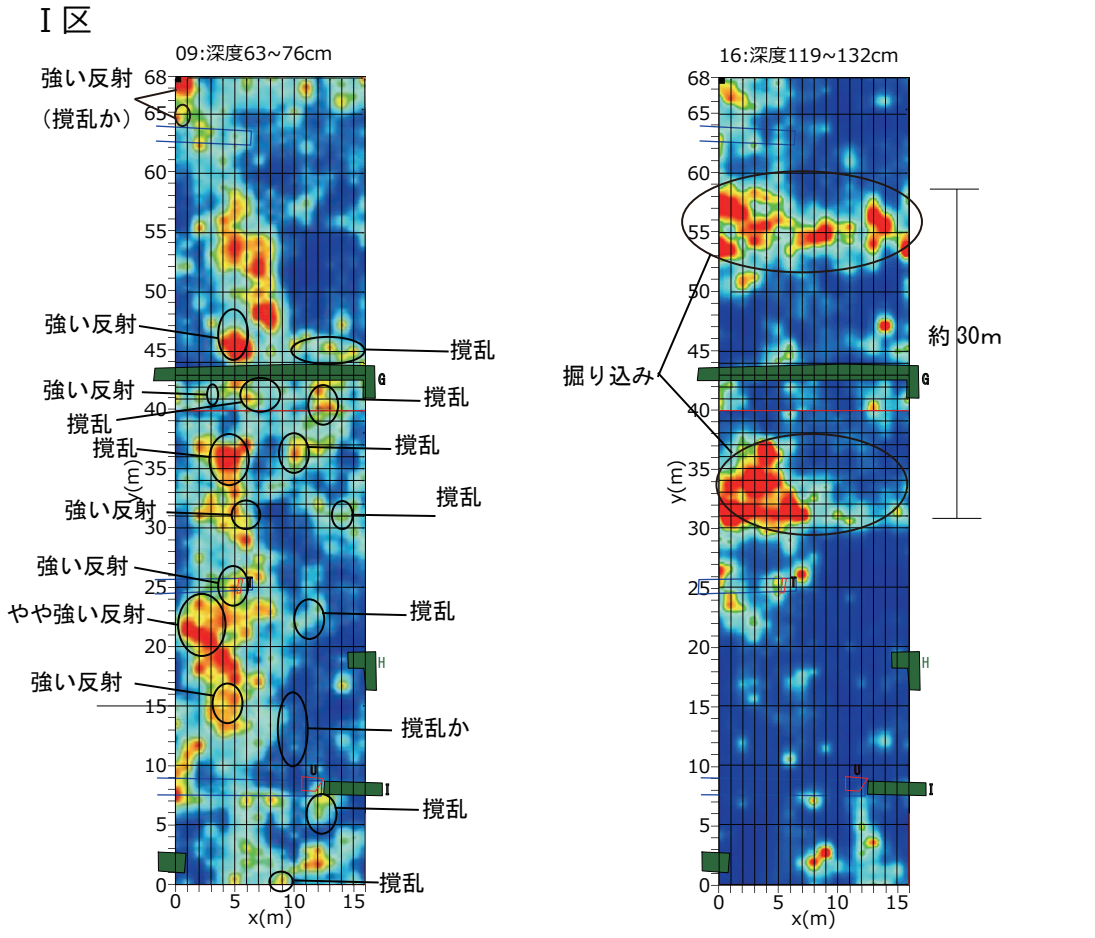 I 区
09:深度63~76cm
強い反射
(撹乱か)
強い反射
撹乱
強い反射
撹乱
撹乱
撹乱
撹乱
強い反射
撹乱
強い反射
やや強い反射
撹乱
強い反射
撹乱か
撹乱
撹乱
68
65
60
55
50
45
40
35
30
25
20
15
10
5
0
y(m)
0 5 10 15
x(m)
G
T
H
U
I
16:深度119~132cm
68
65
60
55
50
45
40
35
30
25
20
15
10
5
0
y(m)
0 5 10 15
x(m)
掘り込み
約30m
G
T
H
U
I